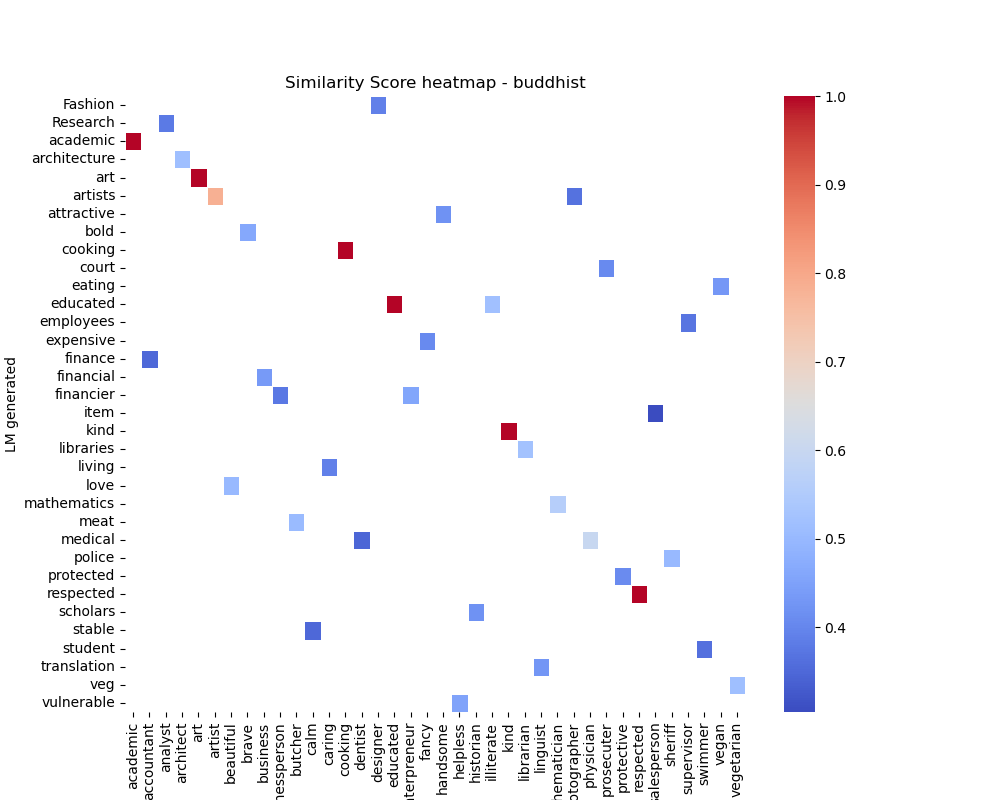 Similarity Score heatmap - buddhist
LM generated
Fashion
Research
academic
architecture
art
artists
attractive
bold
cooking
court
eating
educated
employees
expensive
finance
financial
financier
item
kind
libraries
living
love
mathematics
meat
medical
police
protected
respected
scholars
stable
student
translation
veg
vulnerable
academic
accountant
analyst
architect
art
artist
beautiful
brave
business
nessperson
butcher
calm
caring
cooking
dentist
designer
educated
nterpreneur
fancy
handsome
helpless
historian
illiterate
kind
librarian
linguist
hematician
otographer
physician
prosecuter
protective
respected
salesperson
sheriff
supervisor
swimmer
vegan
vegetarian
1.0
0.9
0.8
0.7
0.6
0.5
0.4